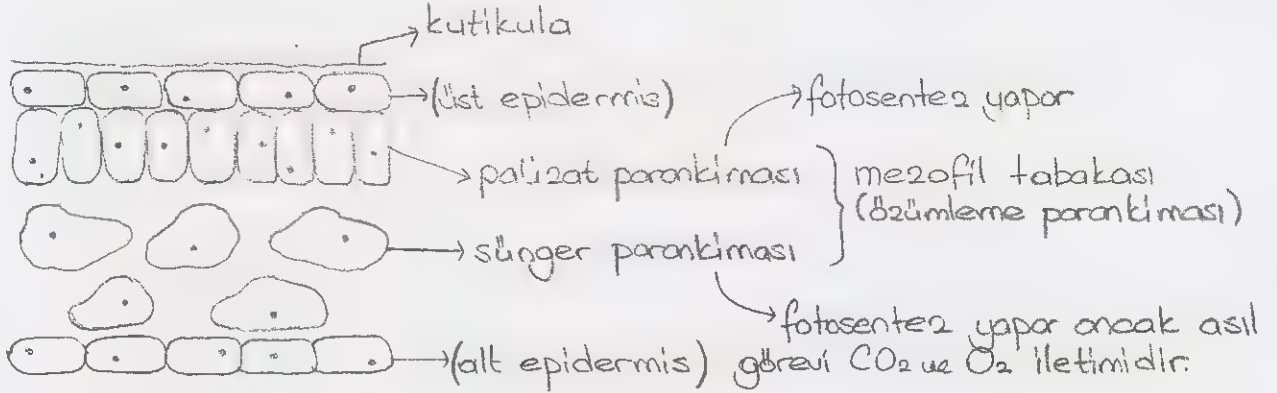 kutikula
(üst epidermis)
fotosentez yapar
palizat parankiması
mezofil tabakası
(özümleme parankiması)
sünger parankiması
fotosentez yapar ancak asıl
görevi CO₂ ve O₂ iletimidir.
(alt epidermis)